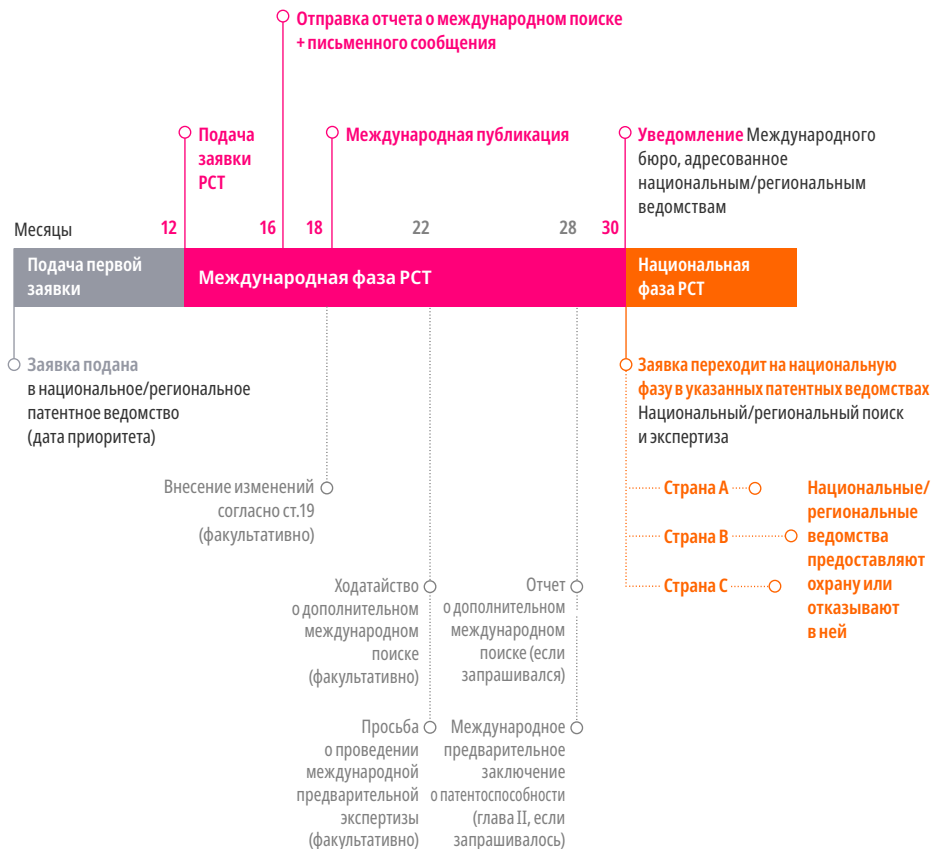 Отправка отчета о международном поиске
+ письменного сообщения
Подача
заявки
PCT
Международная публикация
Уведомление Международного
бюро, адресованное
национальным/региональным
ведомствам
Месяцы
12
16
18
22
28
30
Подача первой
заявки
Международная фаза PCT
Национальная
фаза PCT
Заявка подана
в национальное/региональное
патентное ведомство
(дата приоритета)
Заявка переходит на национальную
фазу в указанных патентных ведомствах
Национальный/региональный поиск
и экспертиза
Внесение изменений
согласно ст.19
(факультативно)
Страна A
Страна B
Страна C
Национальные/
региональные
ведомства
предоставляют
охрану или
отказывают
в ней
Ходатайство
о дополнительном
международном
поиске
(факультативно)
Отчет
о дополнительном
международном
поиске (если
запрашивался)
Просьба
о проведении
международной
предварительной
экспертизы
(факультативно)
Международное
предварительное
заключение
о патентоспособности
(глава II, если
запрашивалось)